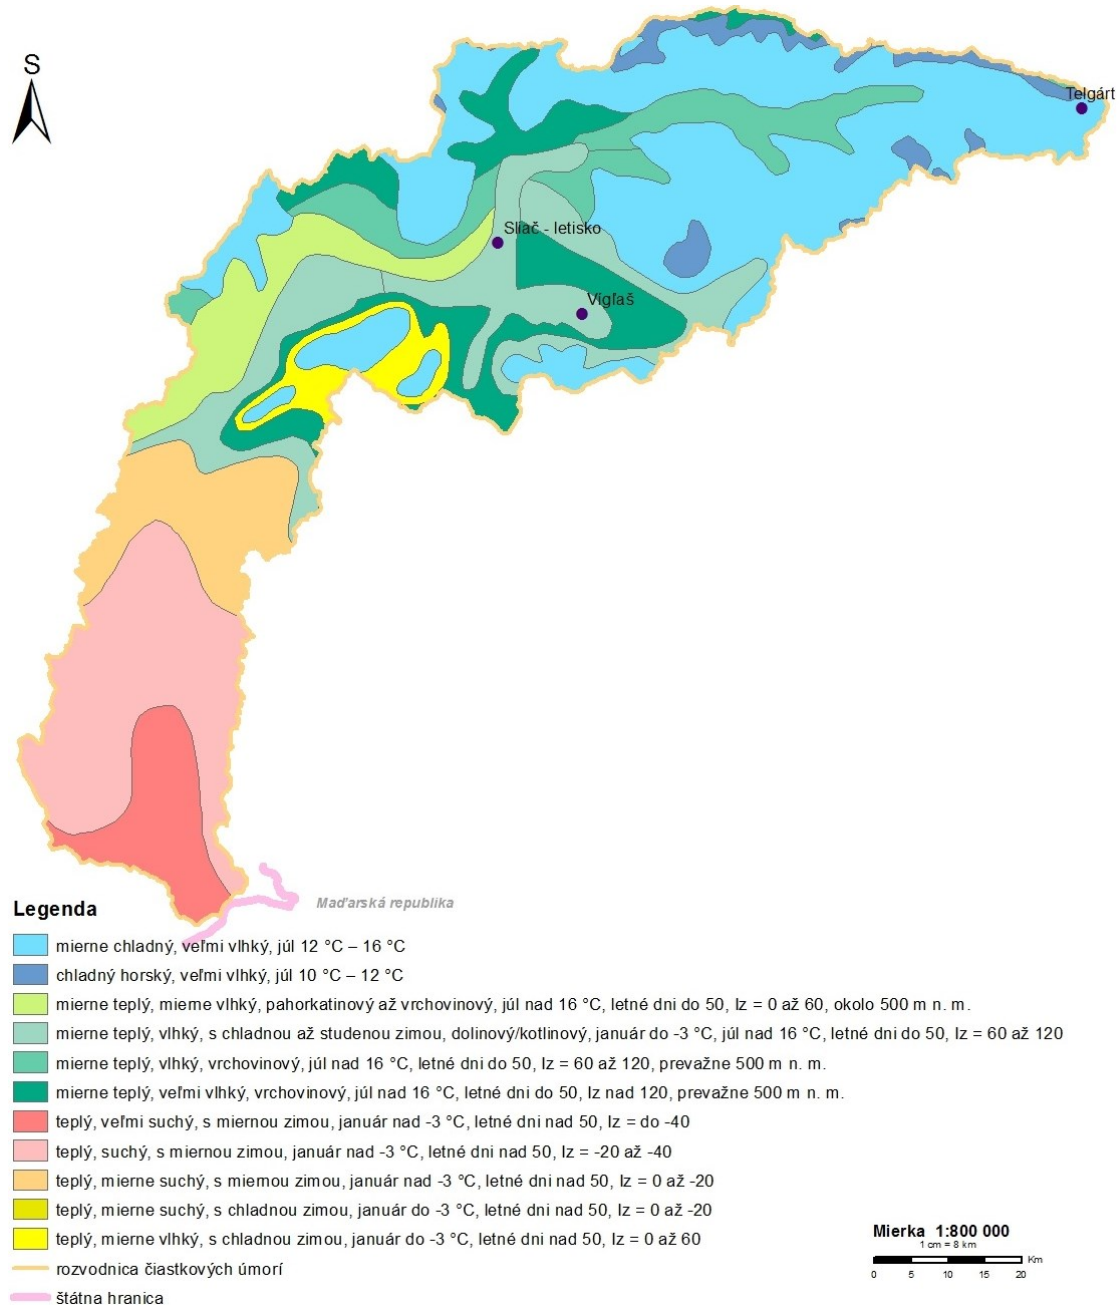 S
Telgárt
Sliač - letisko
Vígľaš
Maďarská republika
Legenda
mierne chladný, veľmi vlhký, júl 12 °C – 16 °C
chladný horský, veľmi vlhký, júl 10 °C – 12 °C
mierne teplý, mierne vlhký, pahorkatinový až vrchovinový, júl nad 16 °C, letné dni do 50, Iz = 0 až 60, okolo 500 m n. m.
mierne teplý, vlhký, s chladnou až studenou zimou, dolinový/kotlinový, január do -3 °C, júl nad 16 °C, letné dni do 50, Iz = 60 až 120
mierne teplý, vlhký, vrchovinový, júl nad 16 °C, letné dni do 50, Iz = 60 až 120, prevažne 500 m n. m.
mierne teplý, veľmi vlhký, vrchovinový, júl nad 16 °C, letné dni do 50, Iz nad 120, prevažne 500 m n. m.
teplý, veľmi suchý, s miernou zimou, január nad -3 °C, letné dni nad 50, Iz = do -40
teplý, suchý, s miernou zimou, január nad -3 °C, letné dni nad 50, Iz = -20 až -40
teplý, mierne suchý, s miernou zimou, január nad -3 °C, letné dni nad 50, Iz = 0 až -20
teplý, mierne suchý, s chladnou zimou, január do -3 °C, letné dni nad 50, Iz = 0 až -20
teplý, mierne vlhký, s chladnou zimou, január do -3 °C, letné dni nad 50, Iz = 0 až 60
rozvodnica čiastkových úmorí
štátna hranica
Mierka 1:800 000
1 cm = 8 km
Km
0 5 10 15 20